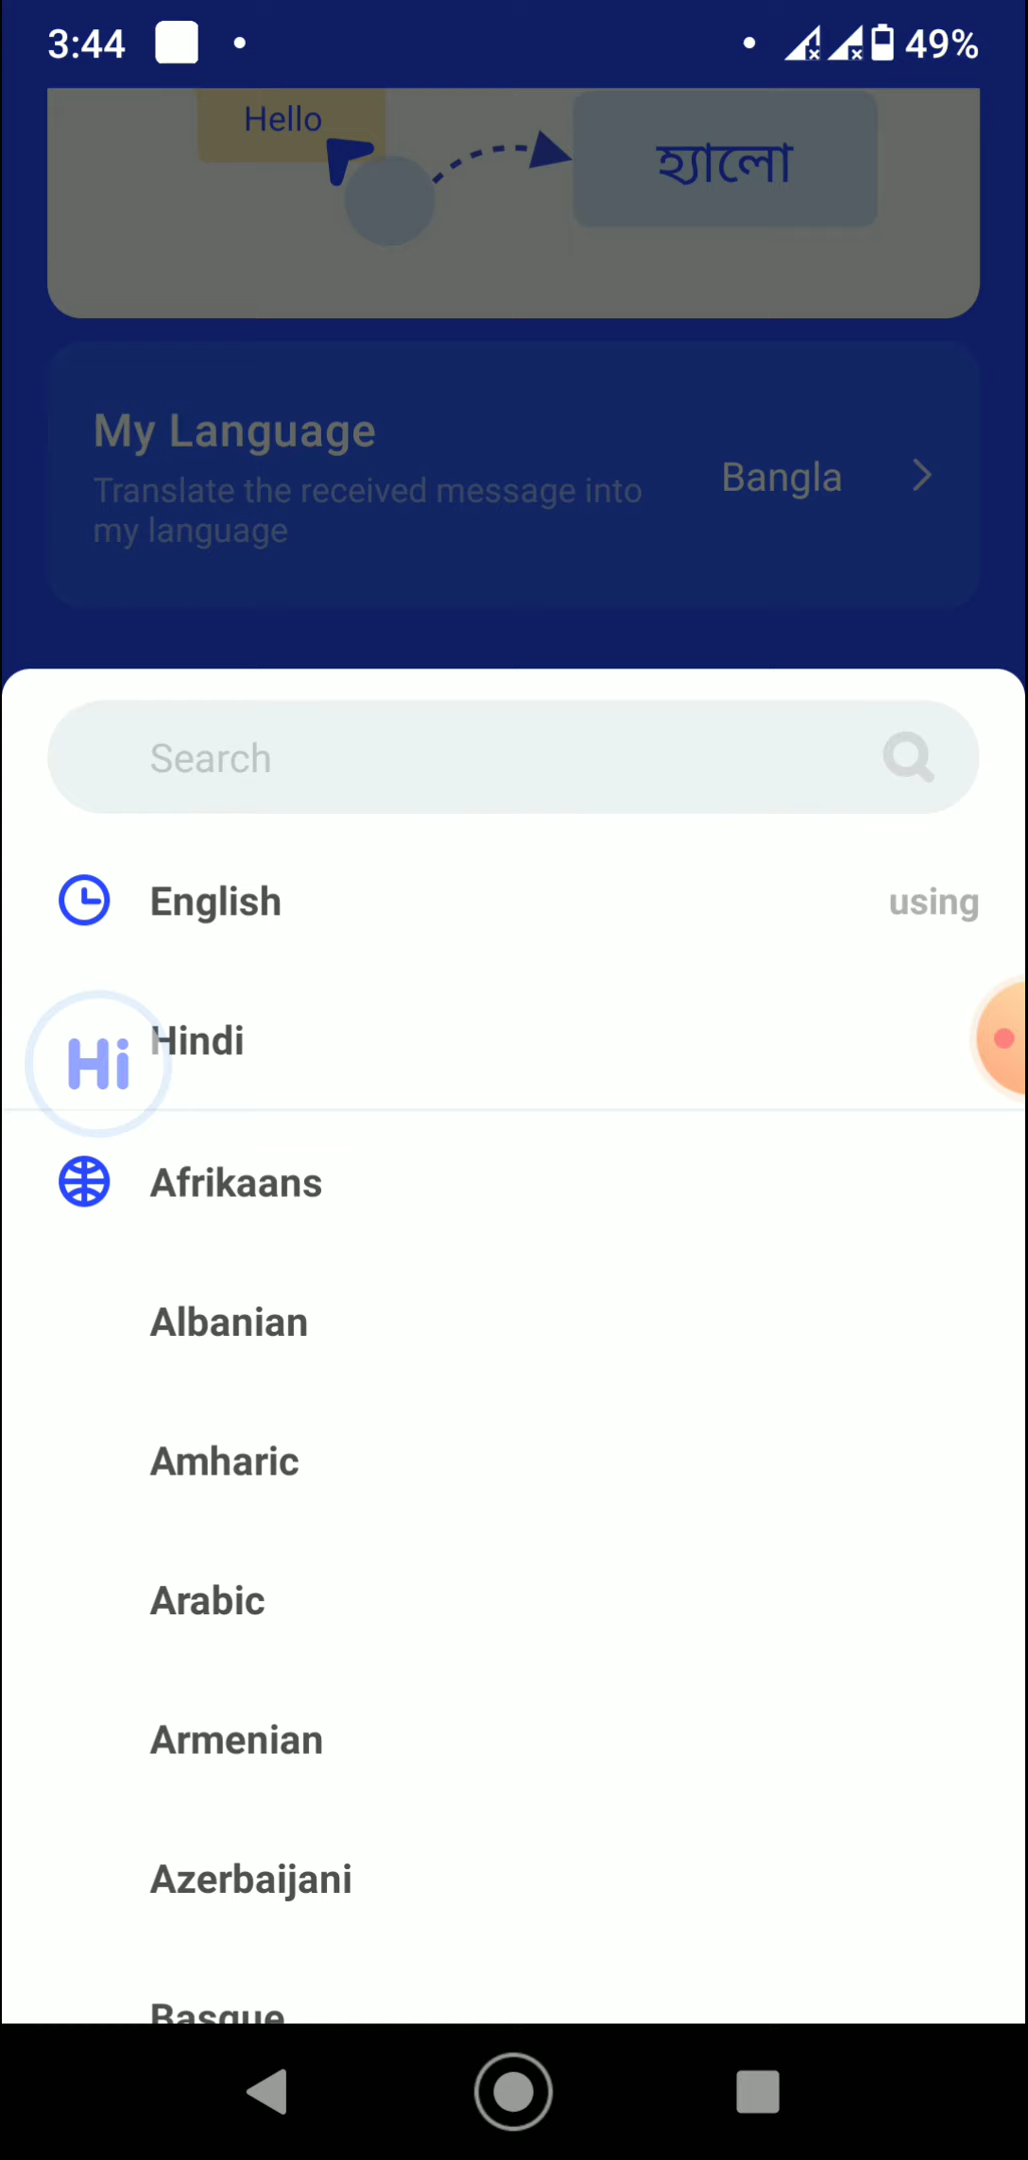 3:44
49%
Hello
হ্যালো
My Language
Translate the received message into
my language
Bangla
Search
English
using
Hindi
Hi
Afrikaans
Albanian
Amharic
Arabic
Armenian
Azerbaijani
Basque